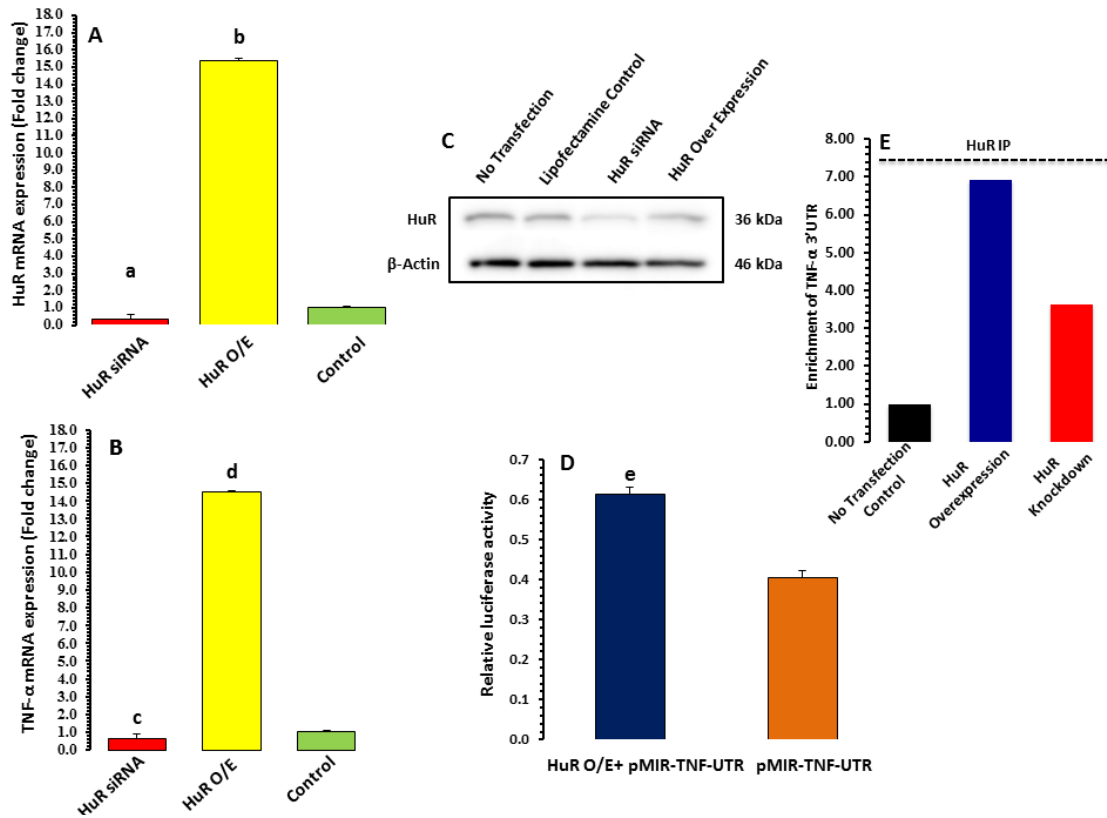 A
HuR mRNA expression (Fold change)
18.0
17.0
16.0
15.0
14.0
13.0
12.0
11.0
10.0
9.0
8.0
7.0
6.0
5.0
4.0
3.0
2.0
1.0
0.0
a
b
HuR siRNA
HuR O/E
Control
B
TNF-α mRNA expression (Fold change)
18.0
17.0
16.0
15.0
14.0
13.0
12.0
11.0
10.0
9.0
8.0
7.0
6.0
5.0
4.0
3.0
2.0
1.0
0.0
c
d
HuR siRNA
HuR O/E
Control
C
No Transfection
Lipofectamine Control
HuR siRNA
HuR Over Expression
HuR
36 kDa
β-Actin
46 kDa
D
Relative luciferase activity
0.7
0.6
0.5
0.4
0.3
0.2
0.1
0.0
e
HuR O/E+ pMIR-TNF-UTR
pMIR-TNF-UTR
E
Enrichment of TNF-α 3'UTR
8.00
7.00
6.00
5.00
4.00
3.00
2.00
1.00
0.00
HuR IP
No Transfection
Control
HuR
Overexpression
HuR
Knockdown